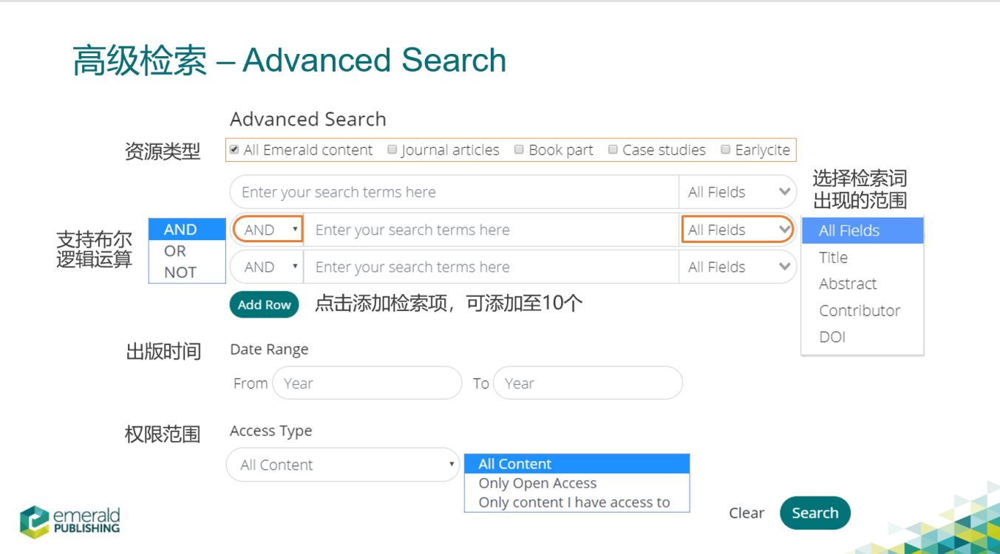 高级检索 – Advanced Search
Advanced Search
资源类型
All Emerald content Journal articles Book part Case studies Earlycite
Enter your search terms here All Fields
选择检索词
出现的范围
支持布尔
逻辑运算
AND
OR
NOT
AND Enter your search terms here All Fields
AND Enter your search terms here All Fields
All Fields
Title
Abstract
Contributor
DOI
Add Row 点击添加检索项，可添加至10个
出版时间 Date Range
From Year To Year
权限范围 Access Type
All Content
All Content
Only Open Access
Only content I have access to
Clear Search
emerald
PUBLISHING